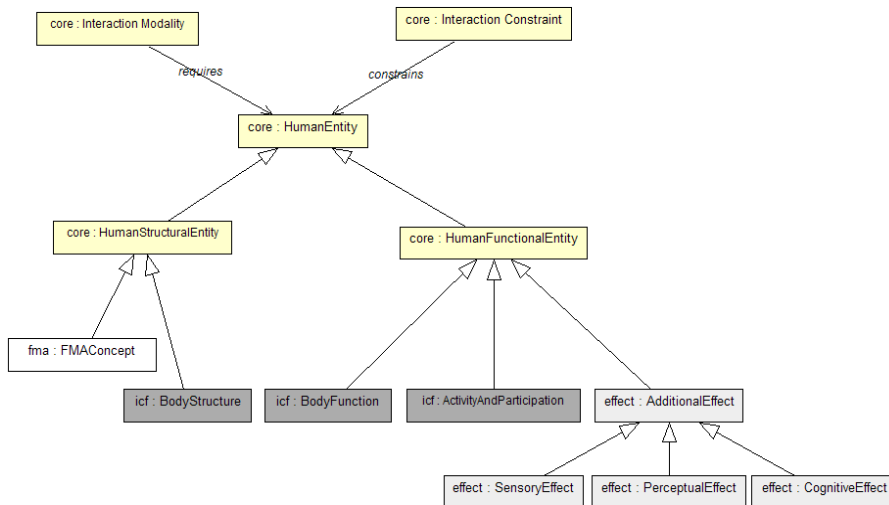 core : Interaction Modality
core : Interaction Constraint
requires
constrains
core : HumanEntity
core : HumanStructuralEntity
core : HumanFunctionalEntity
fma : FMAConcept
icf : BodyStructure
icf : BodyFunction
icf : ActivityAndParticipation
effect : AdditionalEffect
effect : SensoryEffect
effect : PerceptualEffect
effect : CognitiveEffect